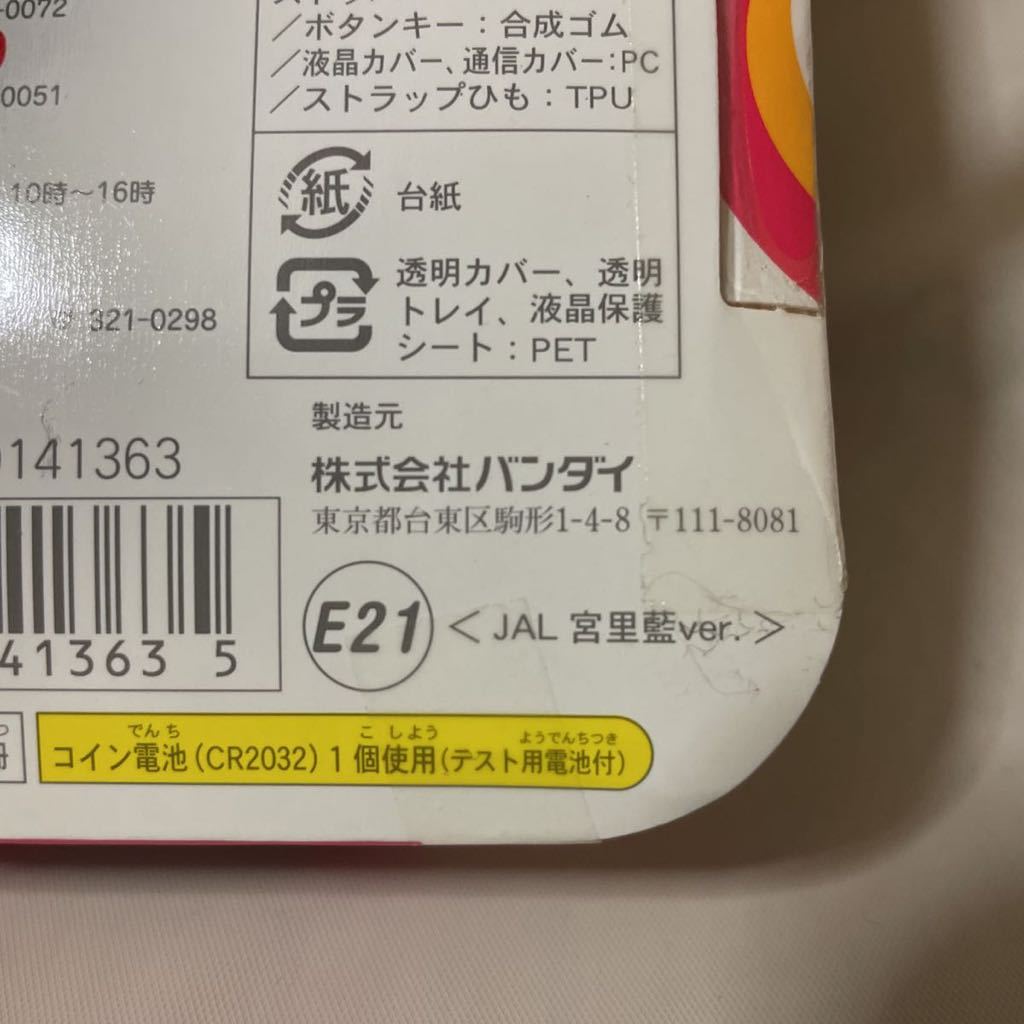 -0072
0051
10時～16時
321-0298
／ボタンキー：合成ゴム
／液晶カバー、通信カバー：PC
／ストラップひも：TPU
紙
台紙
プラ
透明カバー、透明
トレイ、液晶保護
シート：PET
141363
製造元
株式会社バンダイ
東京都台東区駒形1-4-8 〒111-8081
E21
＜JAL 宮里藍ver.＞
41363 5
でんち こしよう ようでんちつき
コイン電池（CR2032）1個使用（テスト用電池付）